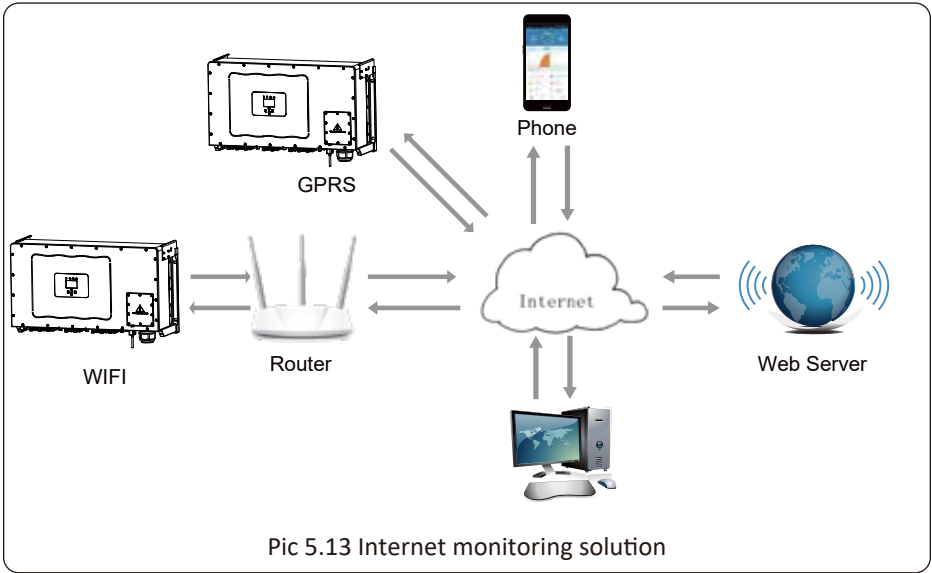 Phone
GPRS
Internet
WIFI
Router
Web Server
Pic 5.13 Internet monitoring solution